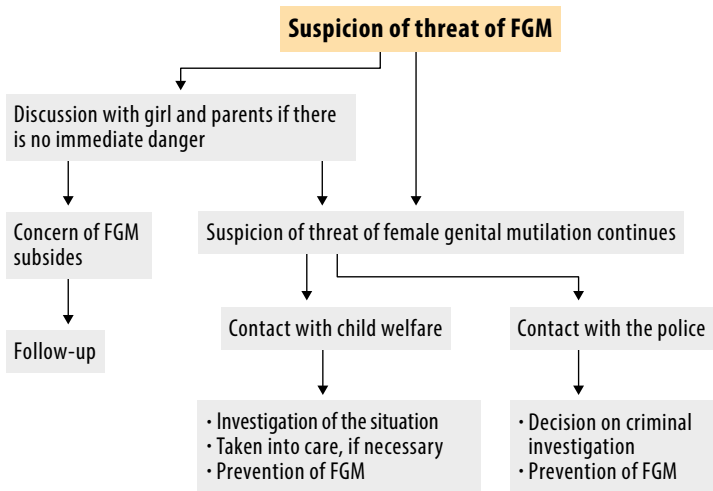 Suspicion of threat of FGM
Discussion with girl and parents if there
is no immediate danger
Concern of FGM
subsides
Suspicion of threat of female genital mutilation continues
Follow-up
Contact with child welfare
Contact with the police
· Investigation of the situation
· Taken into care, if necessary
· Prevention of FGM
· Decision on criminal
investigation
· Prevention of FGM